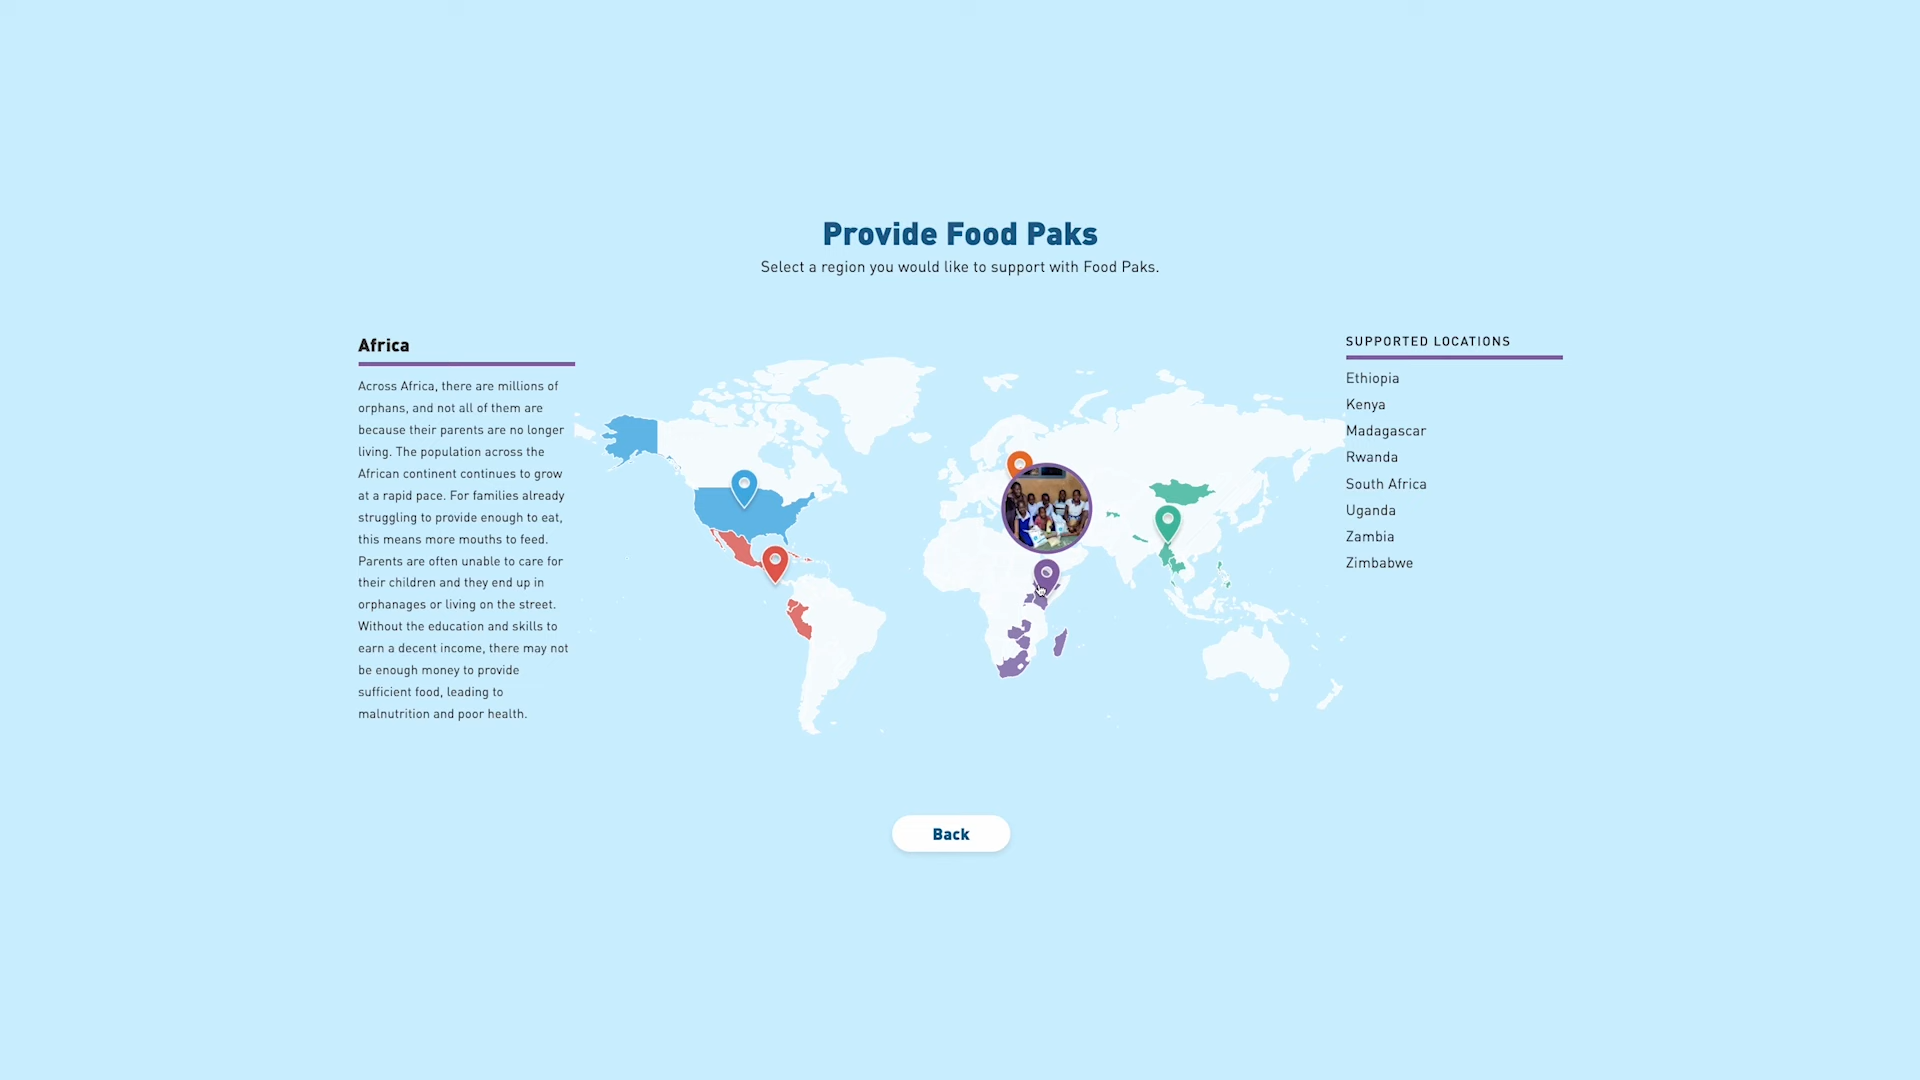 Provide Food Paks
Select a region you would like to support with Food Paks.
Africa
Across Africa, there are millions of
orphans, and not all of them are
because their parents are no longer
living. The population across the
African continent continues to grow
at a rapid pace. For families already
struggling to provide enough to eat,
this means more mouths to feed.
Parents are often unable to care for
their children and they end up in
orphanages or living on the street.
Without the education and skills to
earn a decent income, there may not
be enough money to provide
sufficient food, leading to
malnutrition and poor health.
SUPPORTED LOCATIONS
Ethiopia
Kenya
Madagascar
Rwanda
South Africa
Uganda
Zambia
Zimbabwe
Back